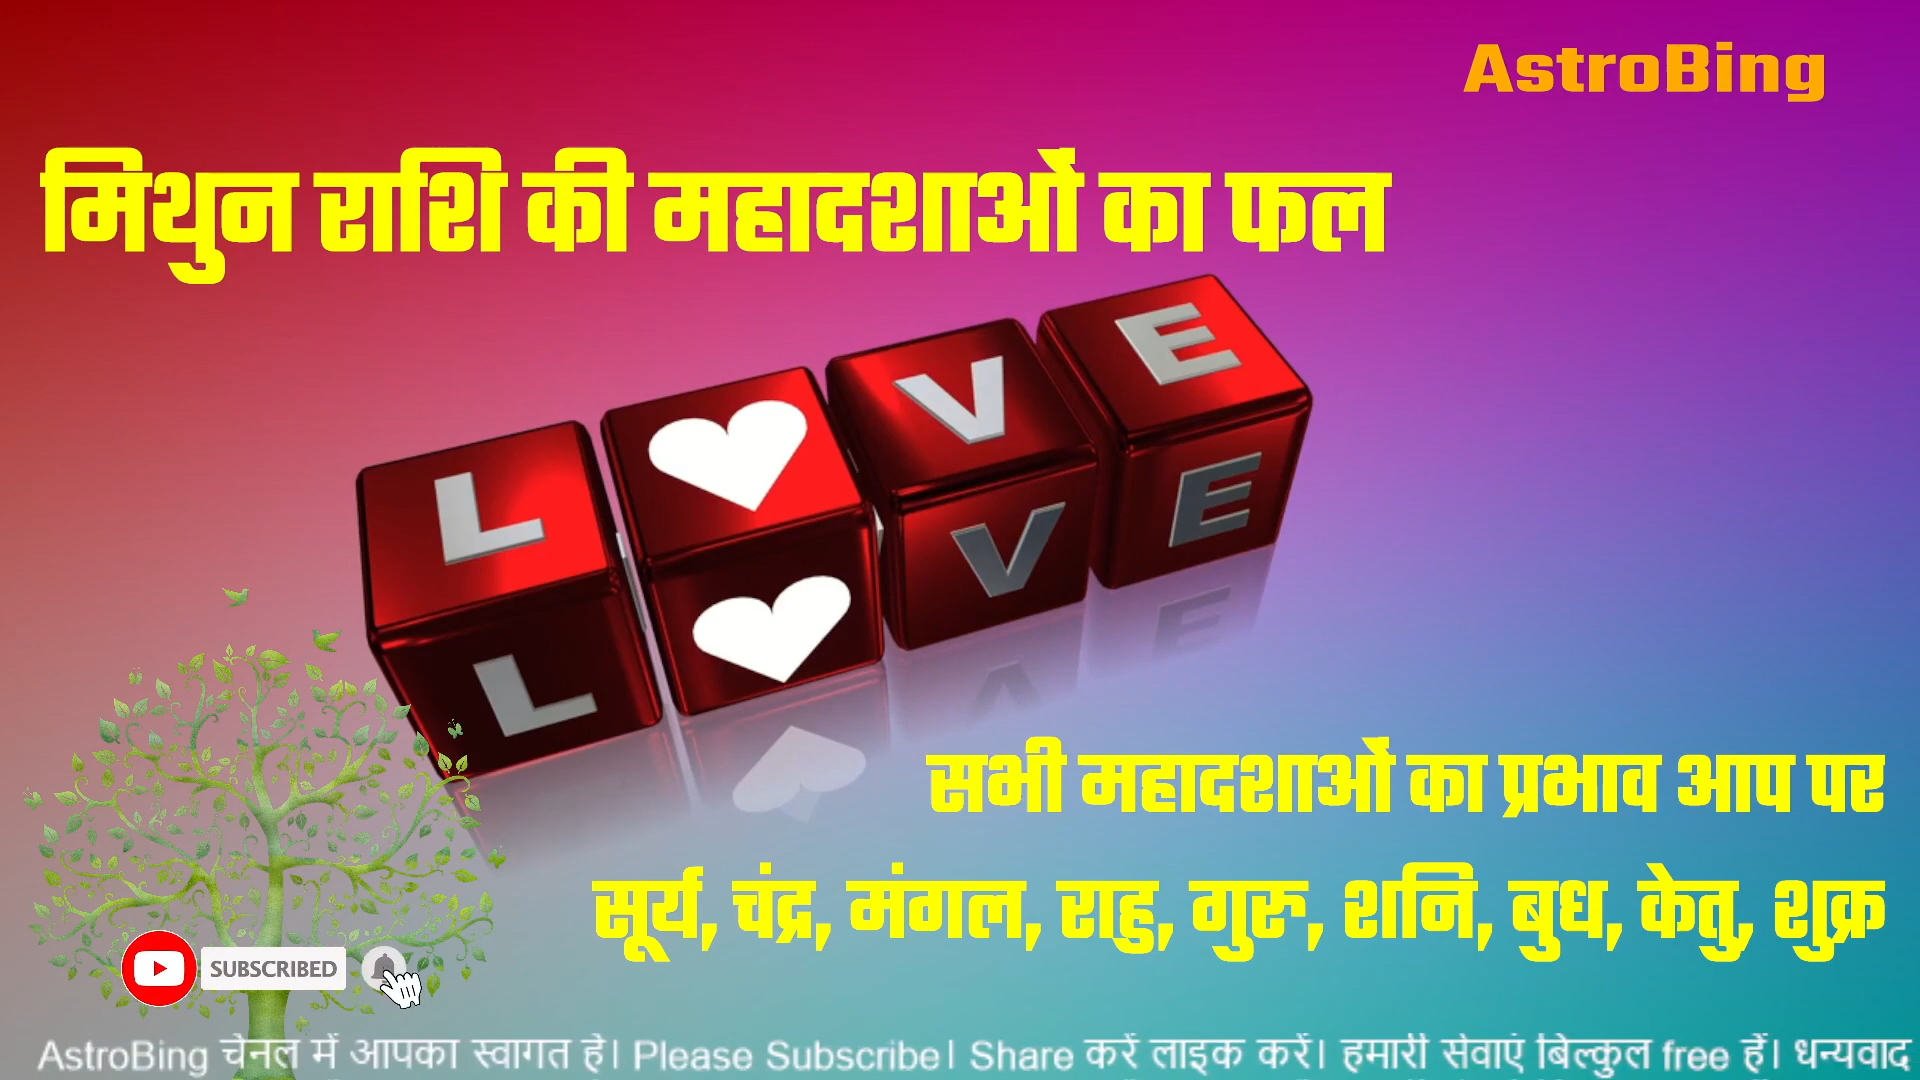 AstroBing
मिथुन राशि की महादशाओं का फल
L ♥ V E
L ♥ V E
सभी महादशाओं का प्रभाव आप पर
सूर्य, चंद्र, मंगल, राहु, गुरु, शनि, बुध, केतु, शुक्र
SUBSCRIBED
AstroBing चेनल में आपका स्वागत हे। Please Subscribe। Share करें लाइक करें। हमारी सेवाएं बिल्कुल free हैं। धन्यवाद